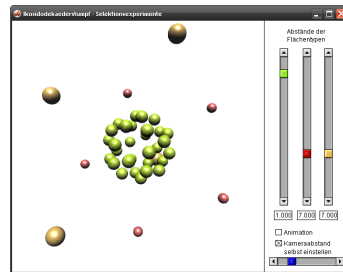 Ikosidodekaederstumpf - Selektionsexperimente
Abstände der
Flächentypen
1.000 7.000 7.000
Animation
Kameraabstand
selbst einstellen